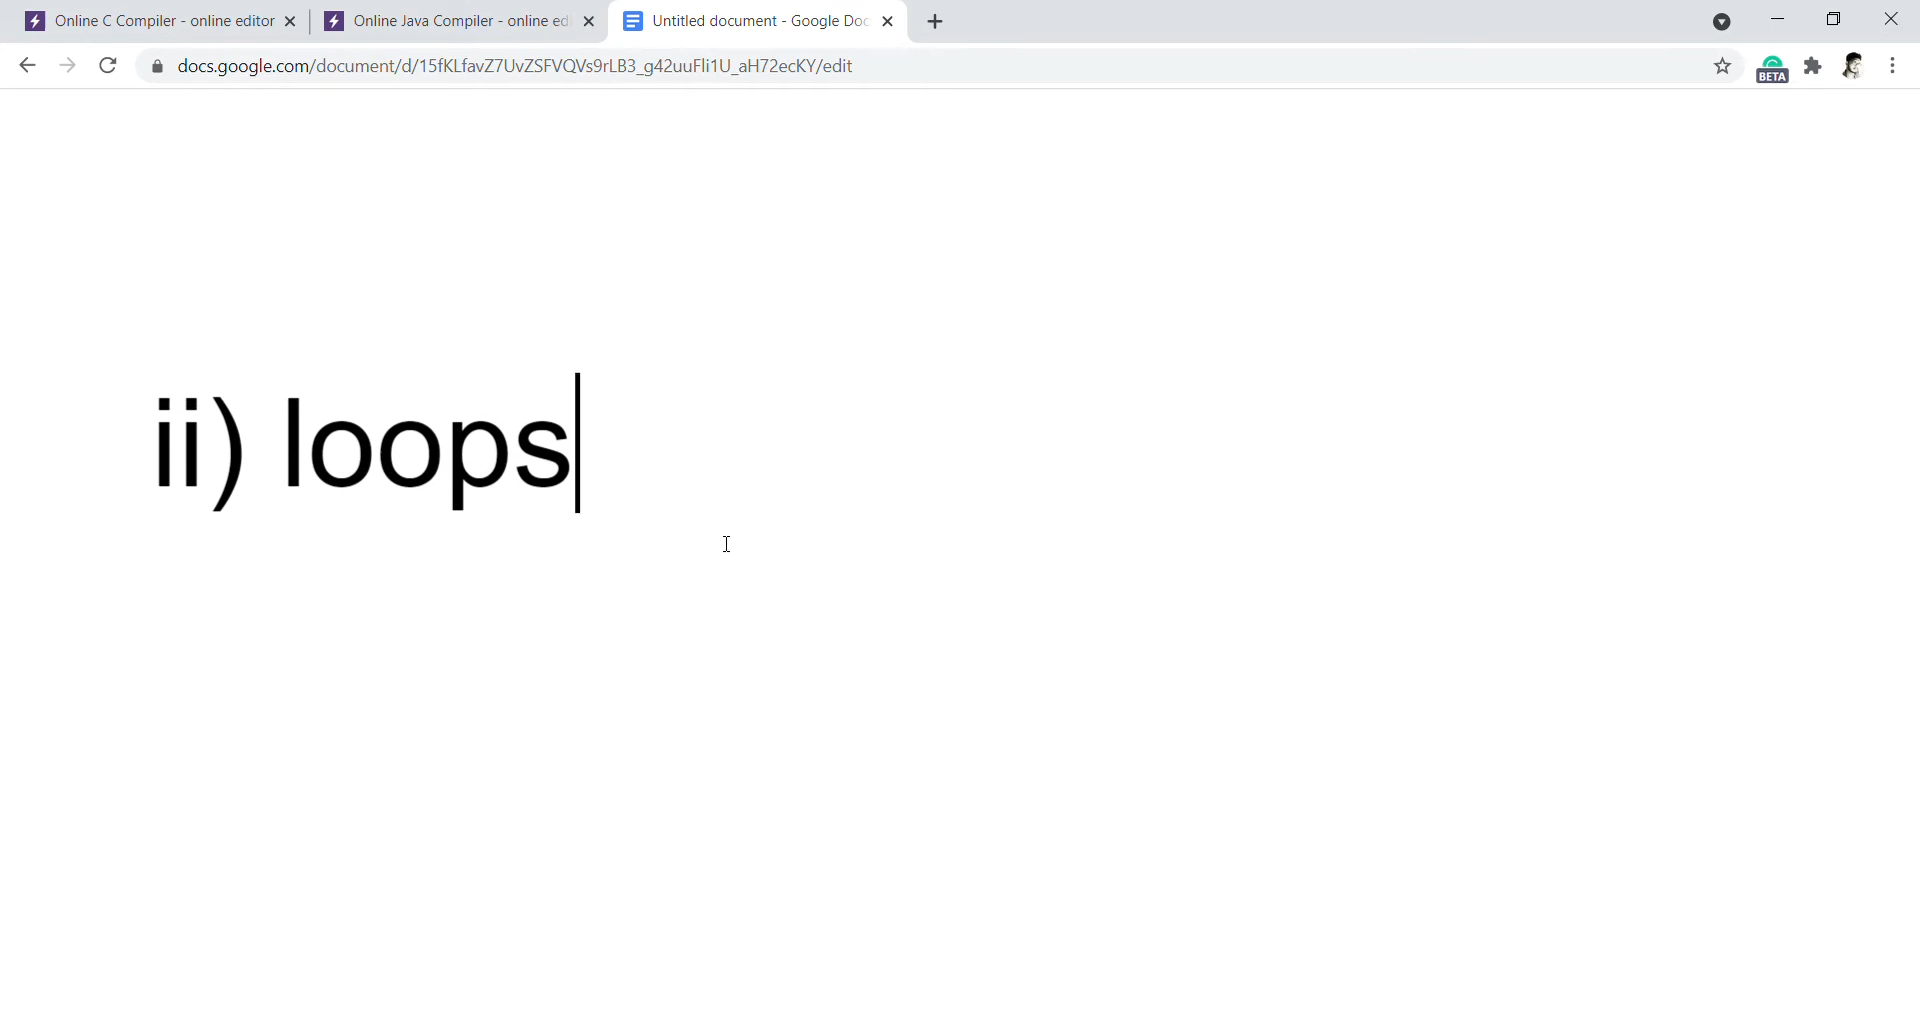 Online C Compiler - online editor
Online Java Compiler - online ed
Untitled document - Google Doc
docs.google.com/document/d/15fKLfavZ7UvZSFVQVs9rLB3_g42uuFli1U_aH72ecKY/edit
BETA
ii) loops